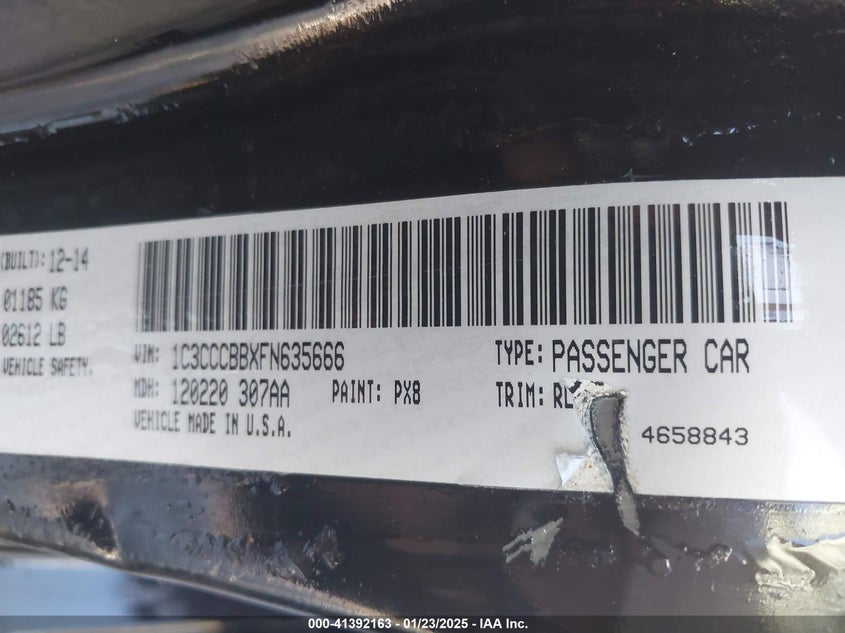 (BUILT): 12-14
01185 KG
02612 LB
VEHICLE SAFETY.
VIN: 1C3CCCBBXFN635666 TYPE: PASSENGER CAR
MDH: 120220 307AA PAINT: PX8 TRIM: RL
VEHICLE MADE IN U.S.A. 4658843
000-41392163 - 01/23/2025 - IAA Inc.